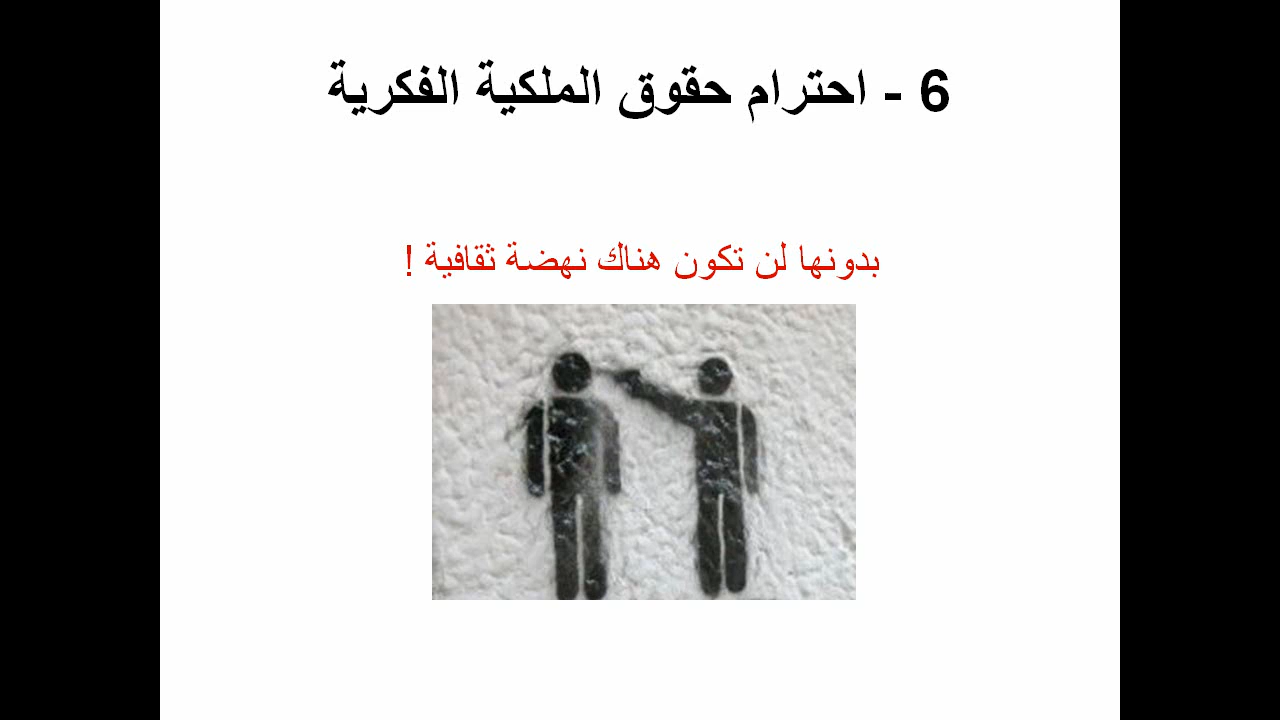 6 - احترام حقوق الملكية الفكرية
بدونها لن تكون هناك نهضة ثقافية !